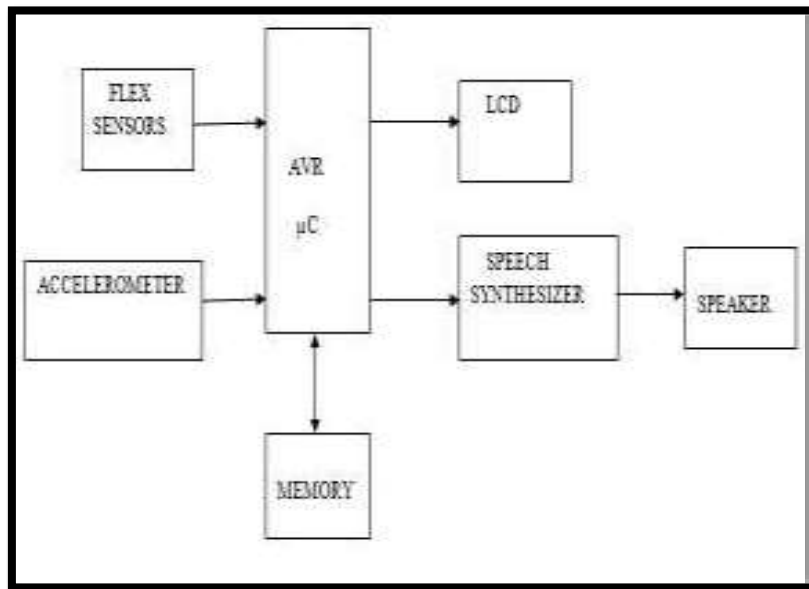 FLEX
SENSORS
ACCELEROMETER
AVR
µC
MEMORY
LCD
SPEECH
SYNTHESIZER
SPEAKER